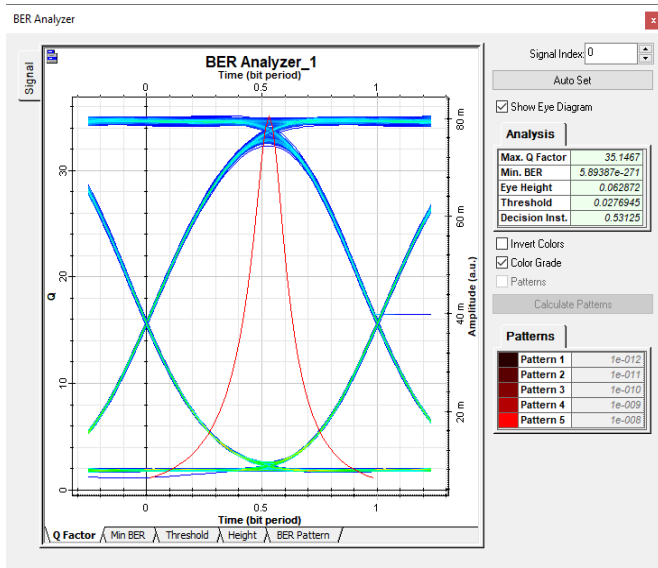 BER Analyzer
x
Signal
BER Analyzer_1
Time (bit period)
0 0.5 1
Q
30
20
10
0
Amplitude (a.u.)
80 m
60 m
40 m
20 m
0 0.5 1
Time (bit period)
Q Factor Min BER Threshold Height BER Pattern
Signal Index: 0
Auto Set
Show Eye Diagram
Analysis
Max. Q Factor 35.1467
Min. BER 5.89387e-271
Eye Height 0.062872
Threshold 0.0276945
Decision Inst. 0.53125
Invert Colors
Color Grade
Patterns
Calculate Patterns
Patterns
Pattern 1 1e-012
Pattern 2 1e-011
Pattern 3 1e-010
Pattern 4 1e-009
Pattern 5 1e-008